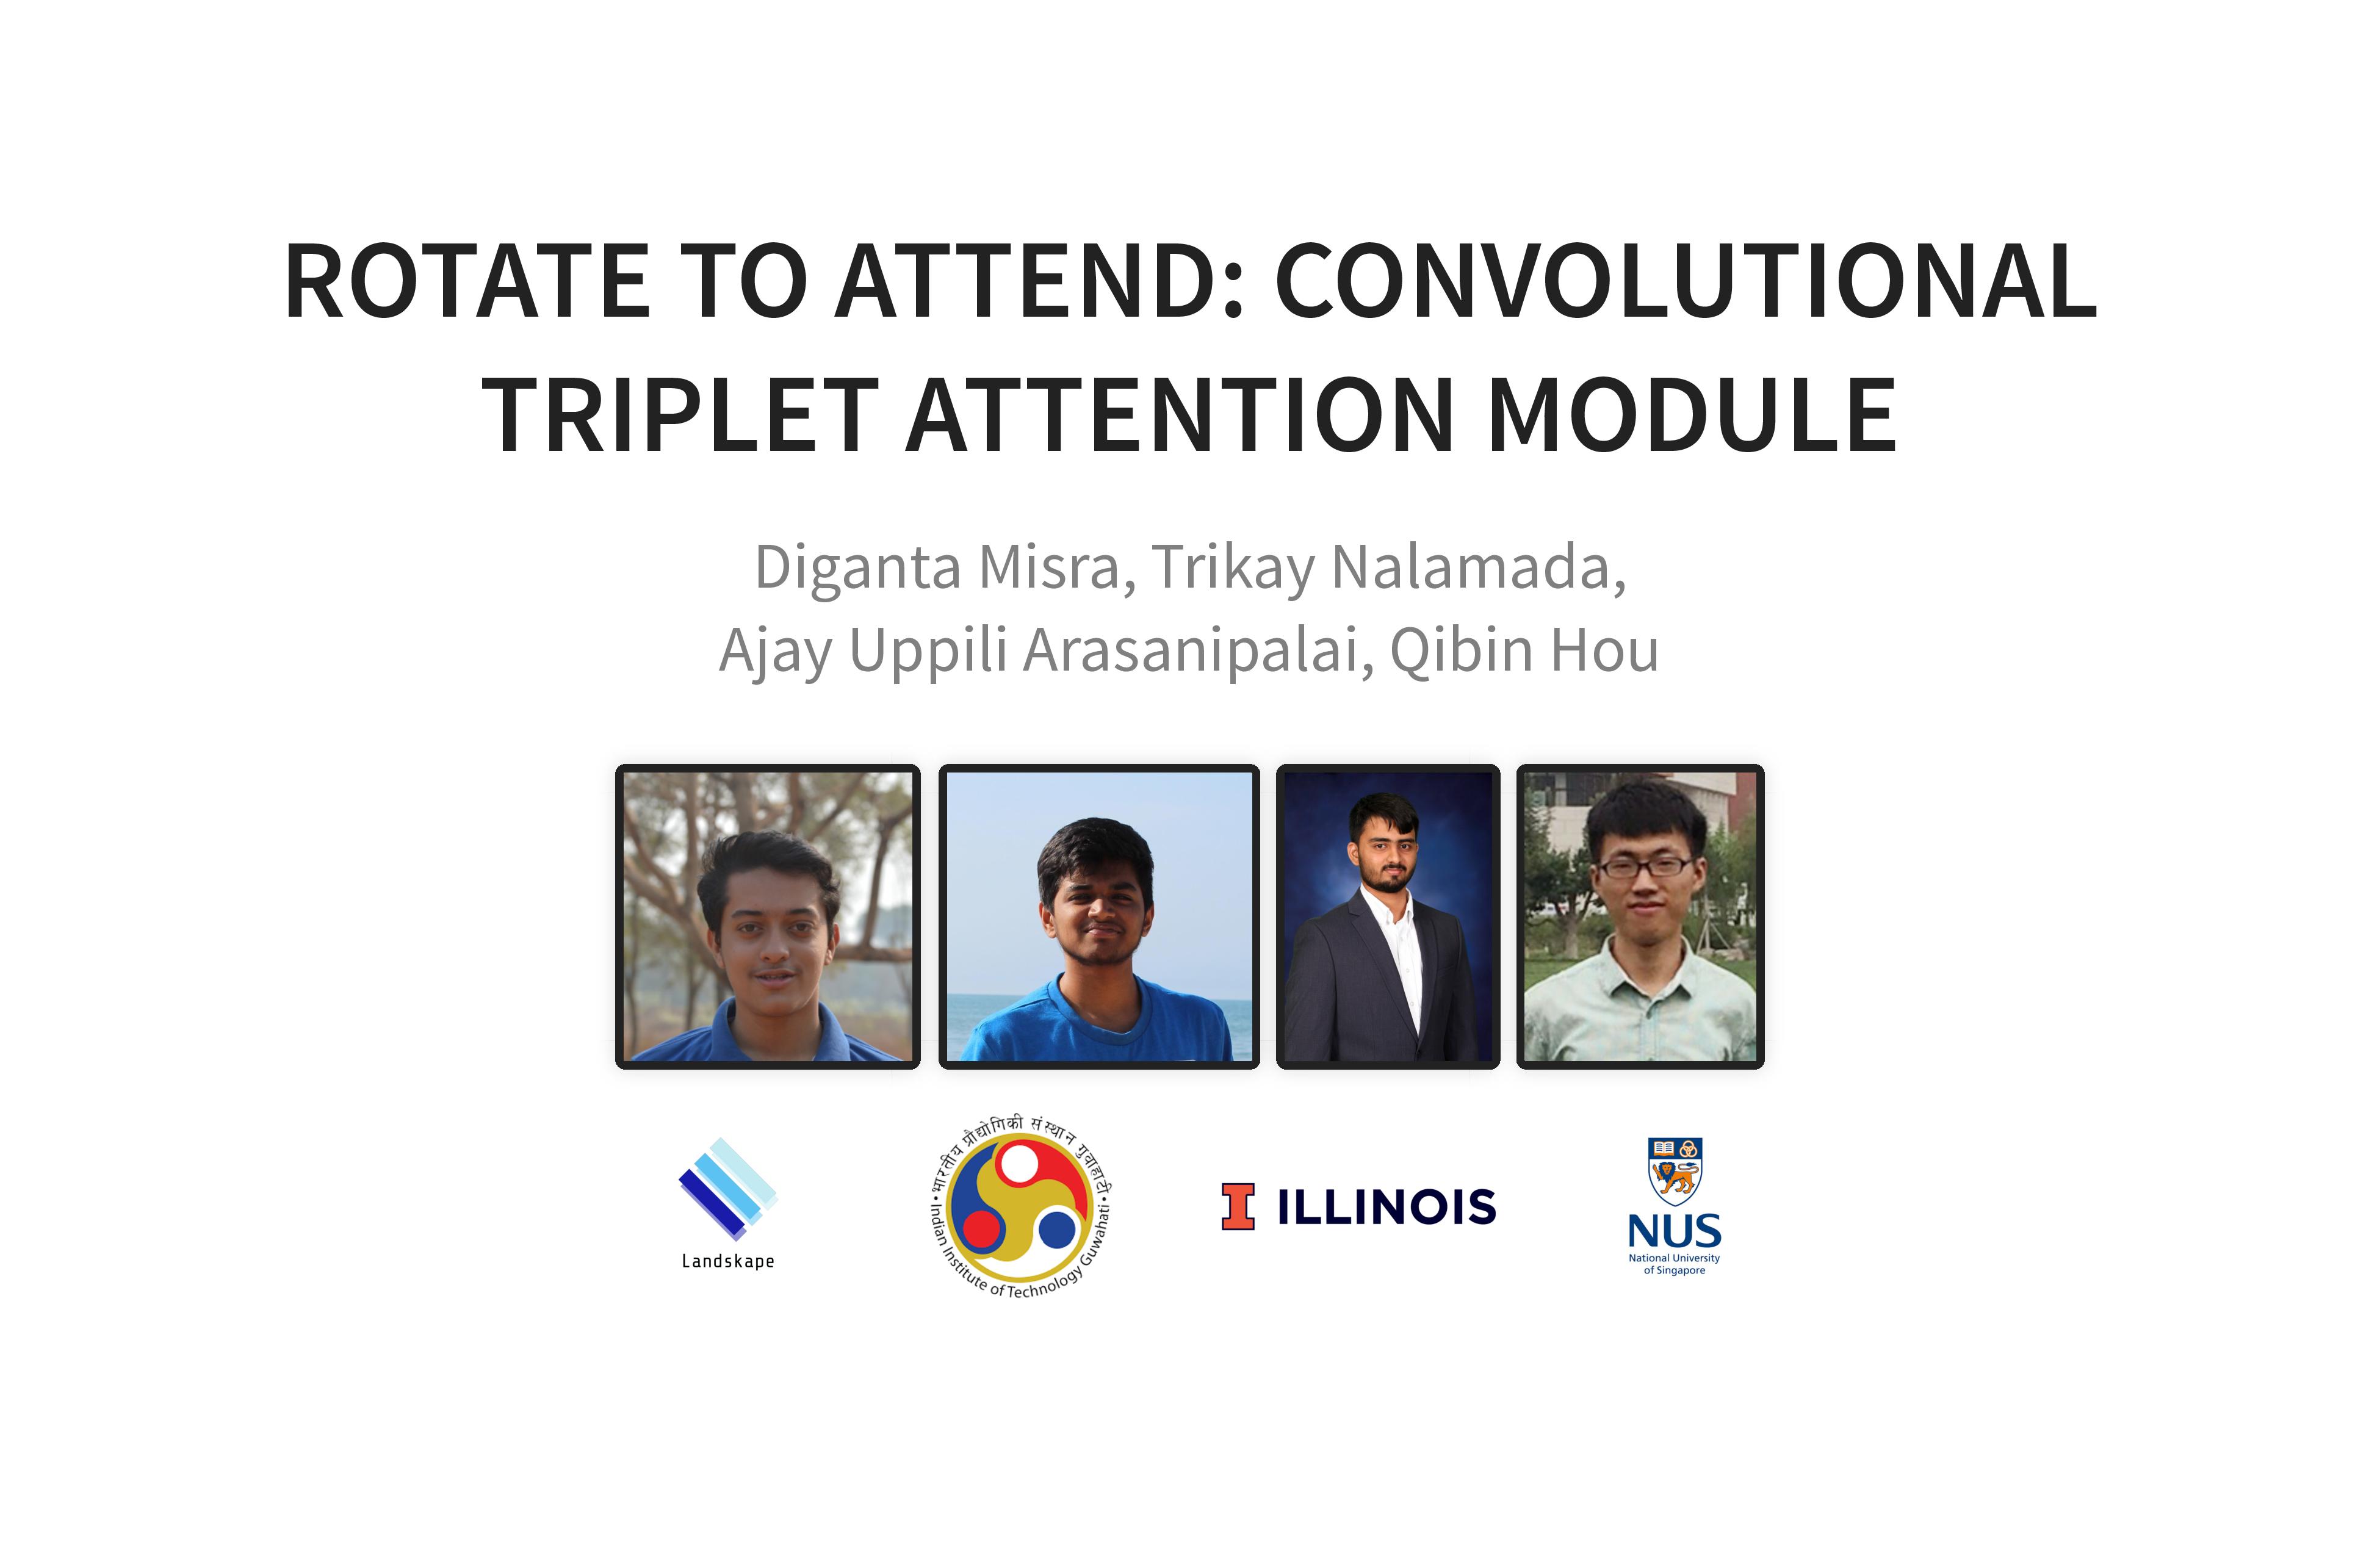 ROTATE TO ATTEND: CONVOLUTIONAL
TRIPLET ATTENTION MODULE
Diganta Misra, Trikay Nalamada,
Ajay Uppili Arasanipalai, Qibin Hou
Landskape
भारतीय प्रौद्योगिकी संस्थान गुवाहाटी
Indian Institute of Technology Guwahati
I ILLINOIS
NUS
National University
of Singapore